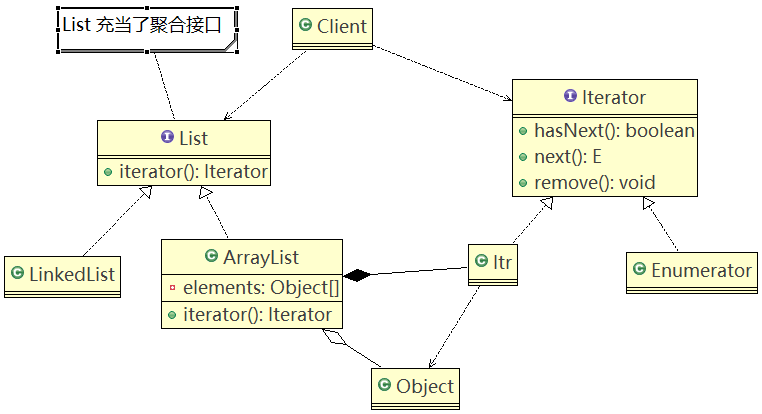 List 充当了聚合接口
Client
Iterator
hasNext(): boolean
next(): E
remove(): void
List
iterator(): Iterator
LinkedList
ArrayList
elements: Object[]
iterator(): Iterator
Itr
Enumerator
Object